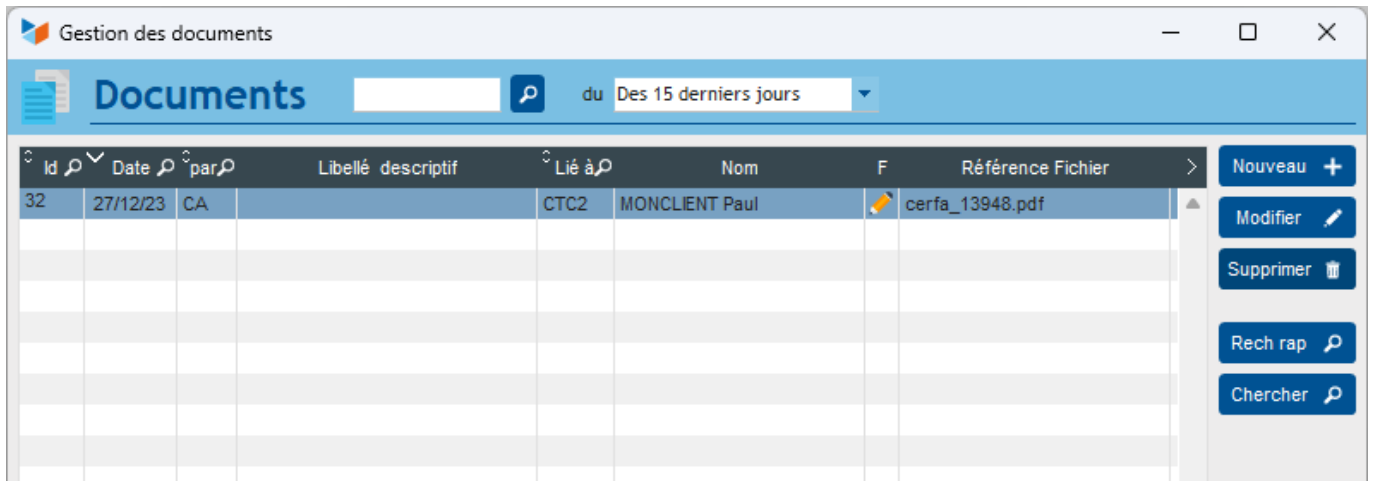 Gestion des documents
Documents du Des 15 derniers jours
Id Date par Libellé descriptif Lié à Nom F Référence Fichier
32 27/12/23 CA CTC2 MONCLIENT Paul cerfa_13948.pdf
Nouveau
Modifier
Supprimer
Rech rap
Chercher